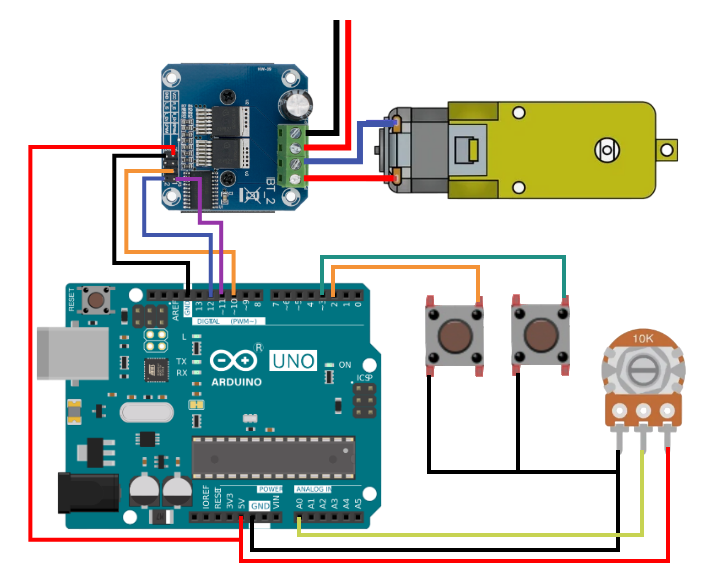 BT_2
10K
RESET
AREF
GND
13
12
~11
~10
~9
8
7
~6
~5
4
~3
2
1
0
DIGITAL (PWM~)
L
TX
RX
®
UNO
ON
ARDUINO
ICSP
POWER
ANALOG IN
IOREF
RESET
3V3
5V
GND
VIN
A0
A1
A2
A3
A4
A5